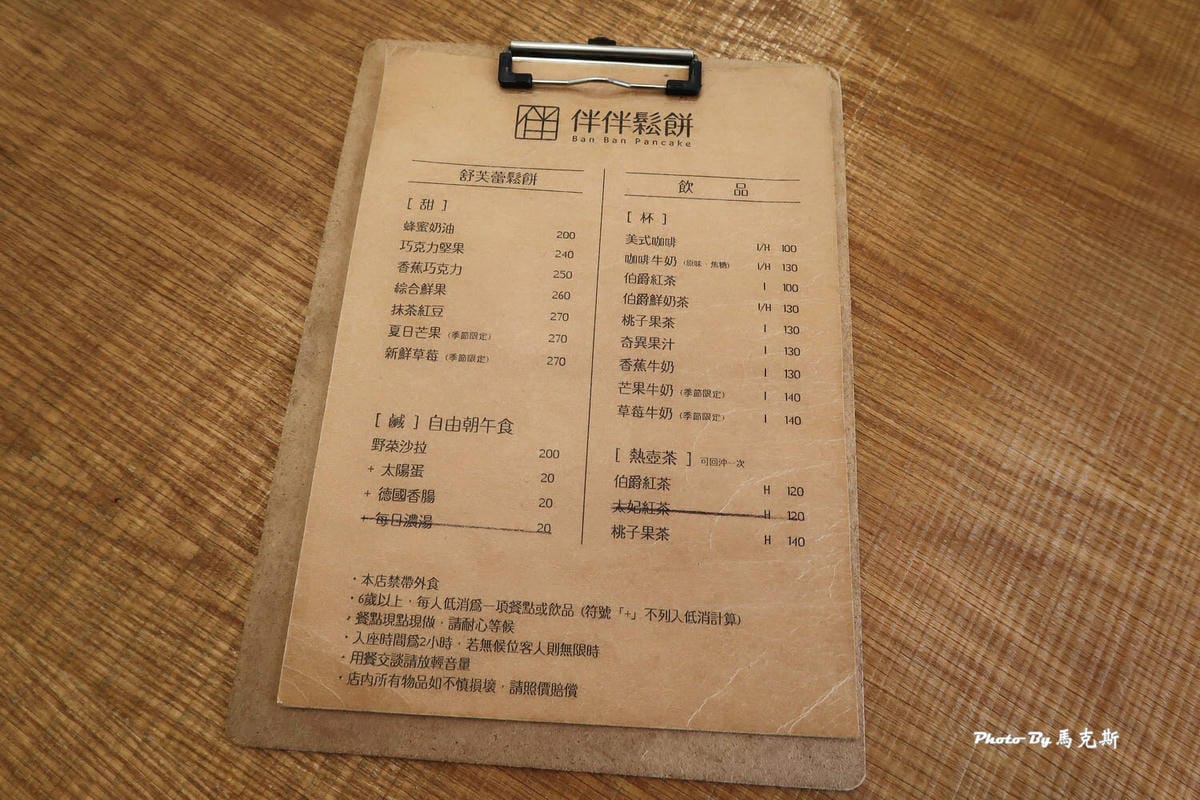 伴 伴伴鬆餅
Ban Ban Pancake
舒芙蕾鬆餅
[ 甜 ]
蜂蜜奶油 200
巧克力堅果 240
香蕉巧克力 250
綜合鮮果 260
抹茶紅豆 270
夏日芒果 (季節限定) 270
新鮮草莓 (季節限定) 270
[ 鹹 ] 自由朝午食
野菜沙拉 200
+ 太陽蛋 20
+ 德國香腸 20
+ 每日濃湯 20
飲 品
[ 杯 ]
美式咖啡 I/H 100
咖啡牛奶 (原味、焦糖) I/H 130
伯爵紅茶 I 100
伯爵鮮奶茶 I/H 130
桃子果茶 I 130
奇異果汁 I 130
香蕉牛奶 I 130
芒果牛奶 (季節限定) I 140
草莓牛奶 (季節限定) I 140
[ 熱壺茶 ] 可回沖一次
伯爵紅茶 H 120
太妃紅茶 H 120
桃子果茶 H 140
・本店禁帶外食
・6歲以上，每人低消為一項餐點或飲品 (符號「+」不列入低消計算)
・餐點現點現做，請耐心等候
・入座時間為2小時，若無候位客人則無限時
・用餐交談請放輕音量
・店內所有物品如不慎損壞，請照價賠償
Photo By 馬克斯